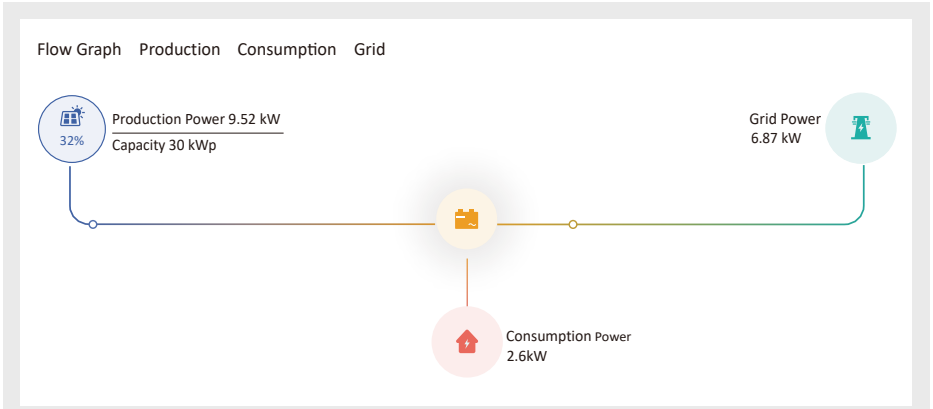 Flow Graph Production Consumption Grid
32%
Production Power 9.52 kW
Capacity 30 kWp
Grid Power
6.87 kW
Consumption Power
2.6kW